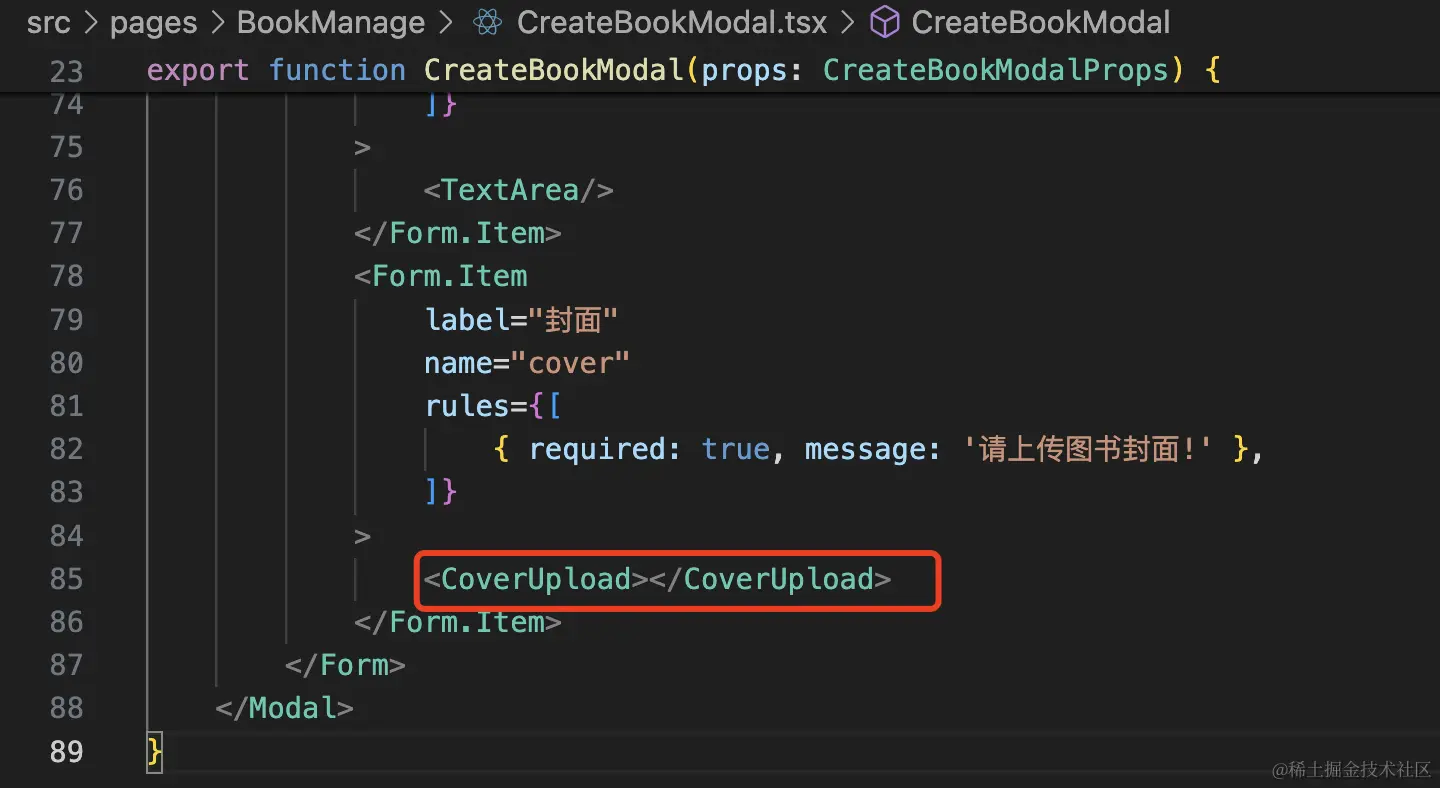 src > pages > BookManage > CreateBookModal.tsx > CreateBookModal
23 export function CreateBookModal(props: CreateBookModalProps) {
74 ]}
75 >
76 <TextArea/>
77 </Form.Item>
78 <Form.Item
79 label="封面"
80 name="cover"
81 rules={[
82 { required: true, message: '请上传图书封面!' },
83 ]}
84 >
85 <CoverUpload></CoverUpload>
86 </Form.Item>
87 </Form>
88 </Modal>
89 }
@稀土掘金技术社区